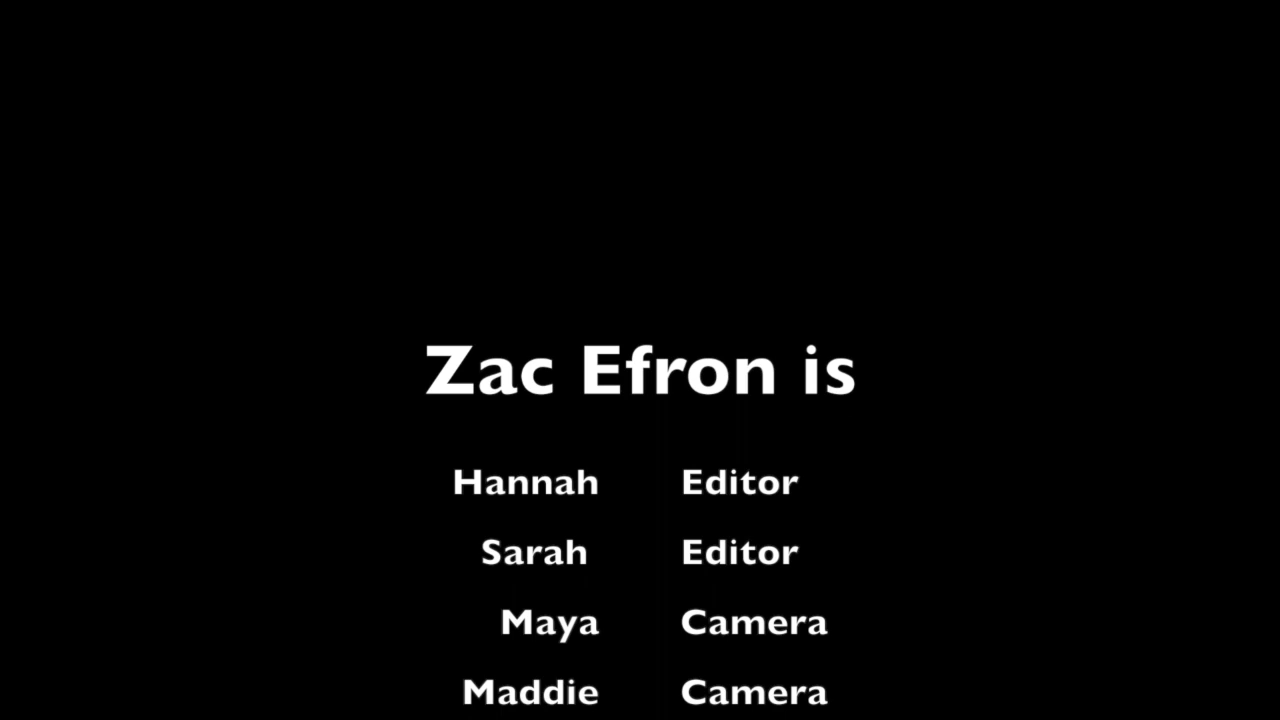 Zac Efron is
Hannah Editor
Sarah Editor
Maya Camera
Maddie Camera